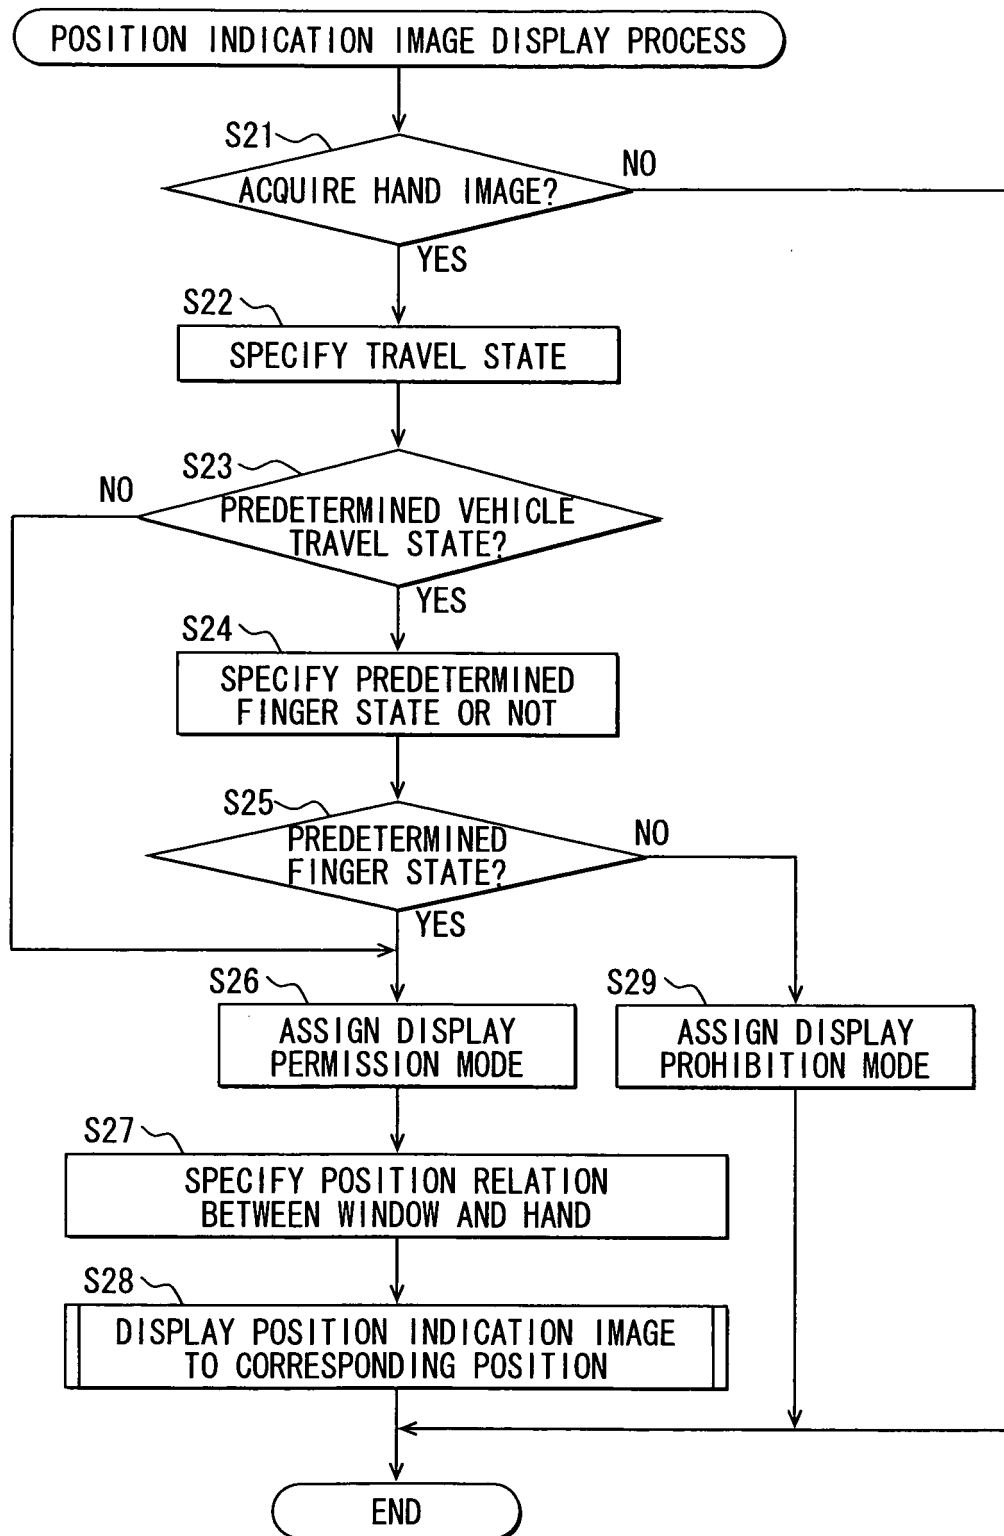 POSITION INDICATION IMAGE DISPLAY PROCESS
S21
ACQUIRE HAND IMAGE?
NO
YES
S22
SPECIFY TRAVEL STATE
S23
NO
PREDETERMINED VEHICLE
TRAVEL STATE?
YES
S24
SPECIFY PREDETERMINED
FINGER STATE OR NOT
S25
PREDETERMINED
FINGER STATE?
NO
YES
S26
ASSIGN DISPLAY
PERMISSION MODE
S29
ASSIGN DISPLAY
PROHIBITION MODE
S27
SPECIFY POSITION RELATION
BETWEEN WINDOW AND HAND
S28
DISPLAY POSITION INDICATION IMAGE
TO CORRESPONDING POSITION
END